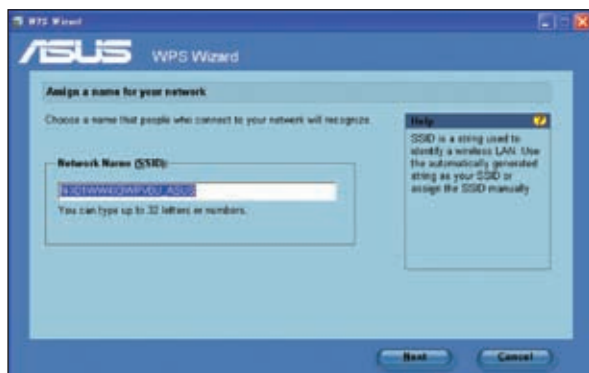 WPS Wizard
ASUS WPS Wizard
Assign a name for your network
Choose a name that people who connect to your network will recognize.
Network Name (SSID):
You can type up to 32 letters or numbers.
Help
SSID is a string used to
identify a wireless LAN. Use
the automatically generated
string as your SSID or
assign the SSID manually
Next
Cancel